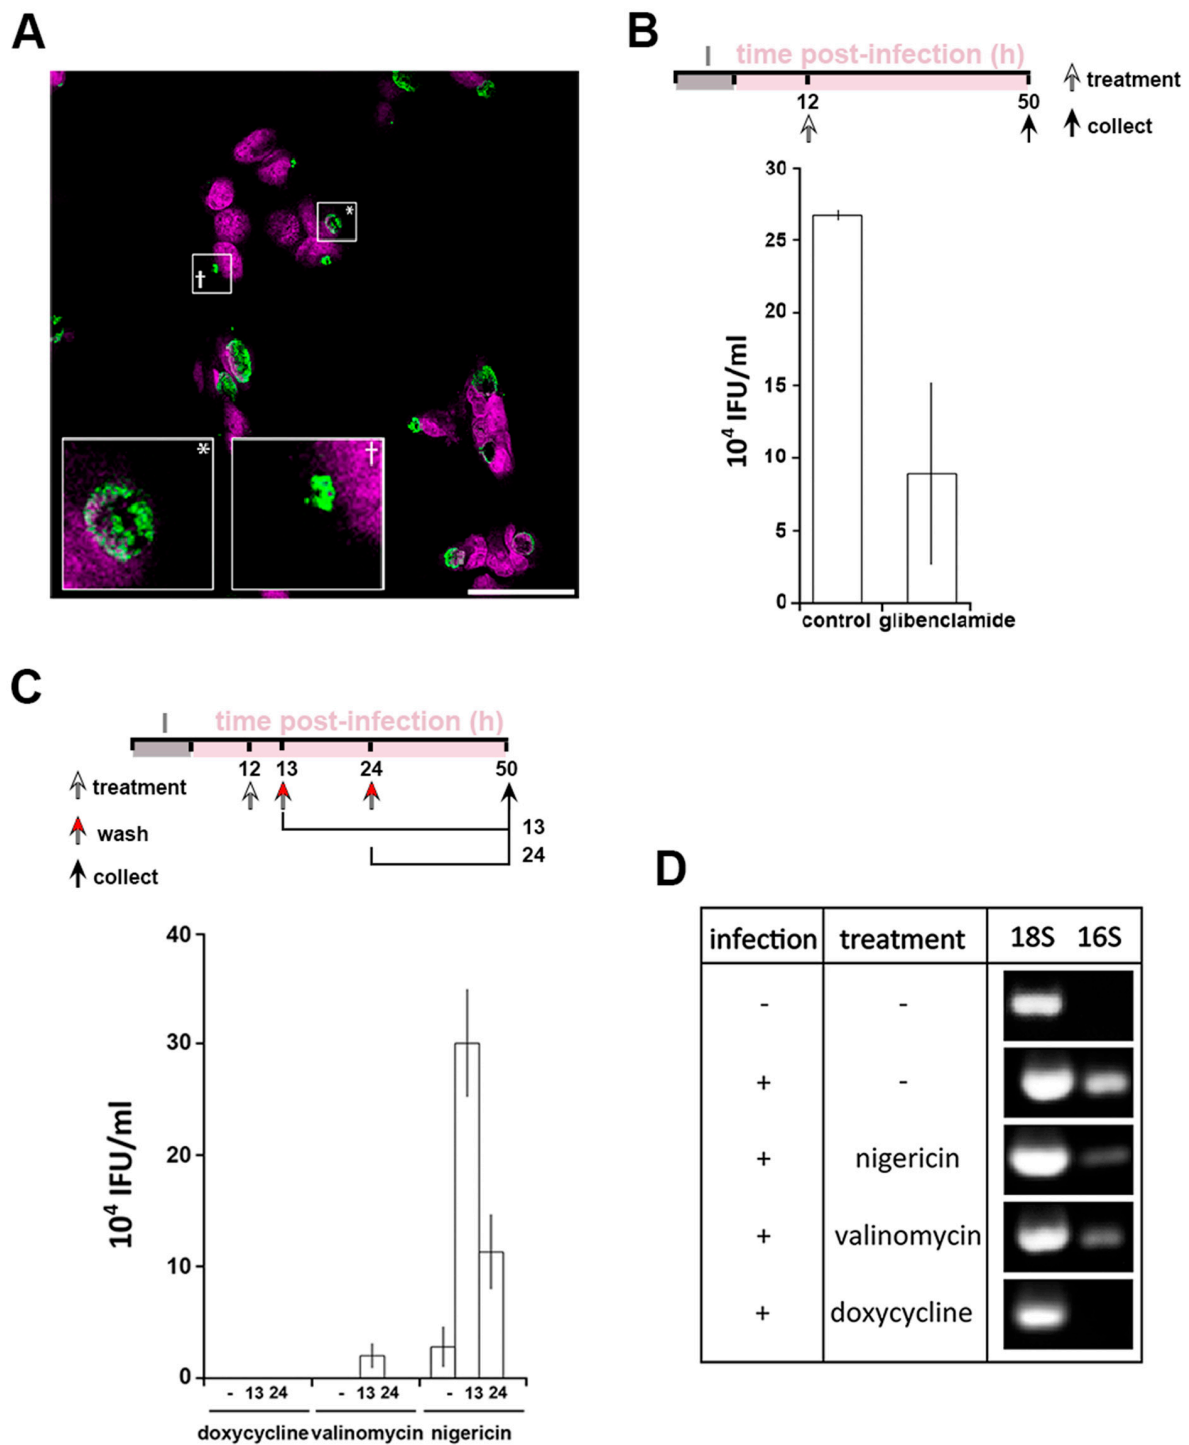 A
*
†
*
†
B
I time post-infection (h)
12
50
treatment
collect
30
25
20
15
10
5
0
10⁴ IFU/ml
control glibenclamide
C
I time post-infection (h)
12 13 24 50
treatment
wash
collect
13
24
40
30
20
10
0
10⁴ IFU/ml
- 13 24 - 13 24 - 13 24
doxycycline valinomycin nigericin
D
infection treatment 18S 16S
- -
+ -
+ nigericin
+ valinomycin
+ doxycycline